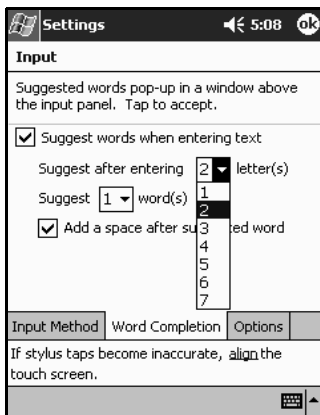 Settings 5:08 ok
Input
Suggested words pop-up in a window above
the input panel. Tap to accept.
Suggest words when entering text
Suggest after entering 2 letter(s)
Suggest 1 word(s)
1
2
Add a space after su 3 ted word
4
5
6
7
Input Method Word Completion Options
If stylus taps become inaccurate, align the
touch screen.